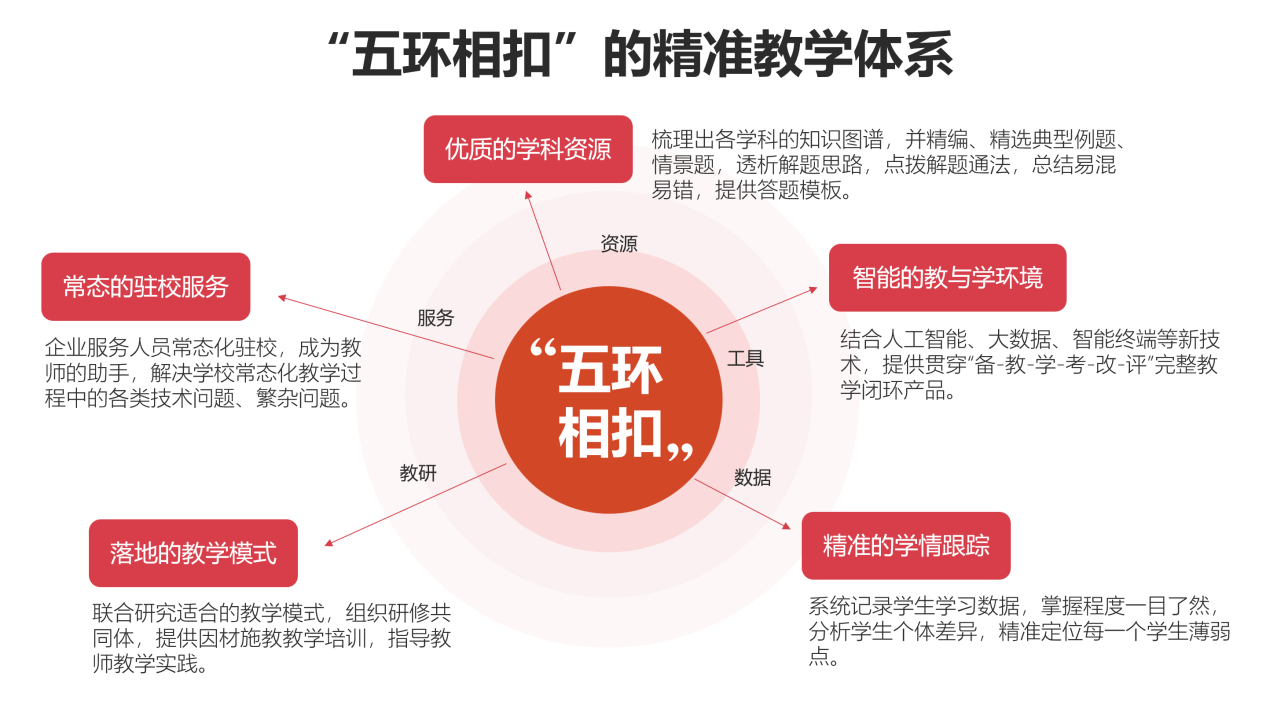 “五环相扣”的精准教学体系
优质的学科资源
梳理出各学科的知识图谱，并精编、精选典型例题、
情景题，透析解题思路，点拨解题通法，总结易混
易错，提供答题模板。
资源
常态的驻校服务
企业服务人员常态化驻校，成为教
师的助手，解决学校常态化教学过
程中的各类技术问题、繁杂问题。
服务
智能的教与学环境
结合人工智能、大数据、智能终端等新技
术，提供贯穿“备-教-学-考-改-评”完整教
学闭环产品。
工具
“五环
相扣”
教研
数据
落地的教学模式
联合研究适合的教学模式，组织研修共
同体，提供因材施教教学培训，指导教
师教学实践。
精准的学情跟踪
系统记录学生学习数据，掌握程度一目了然，
分析学生个体差异，精准定位每一个学生薄弱
点。